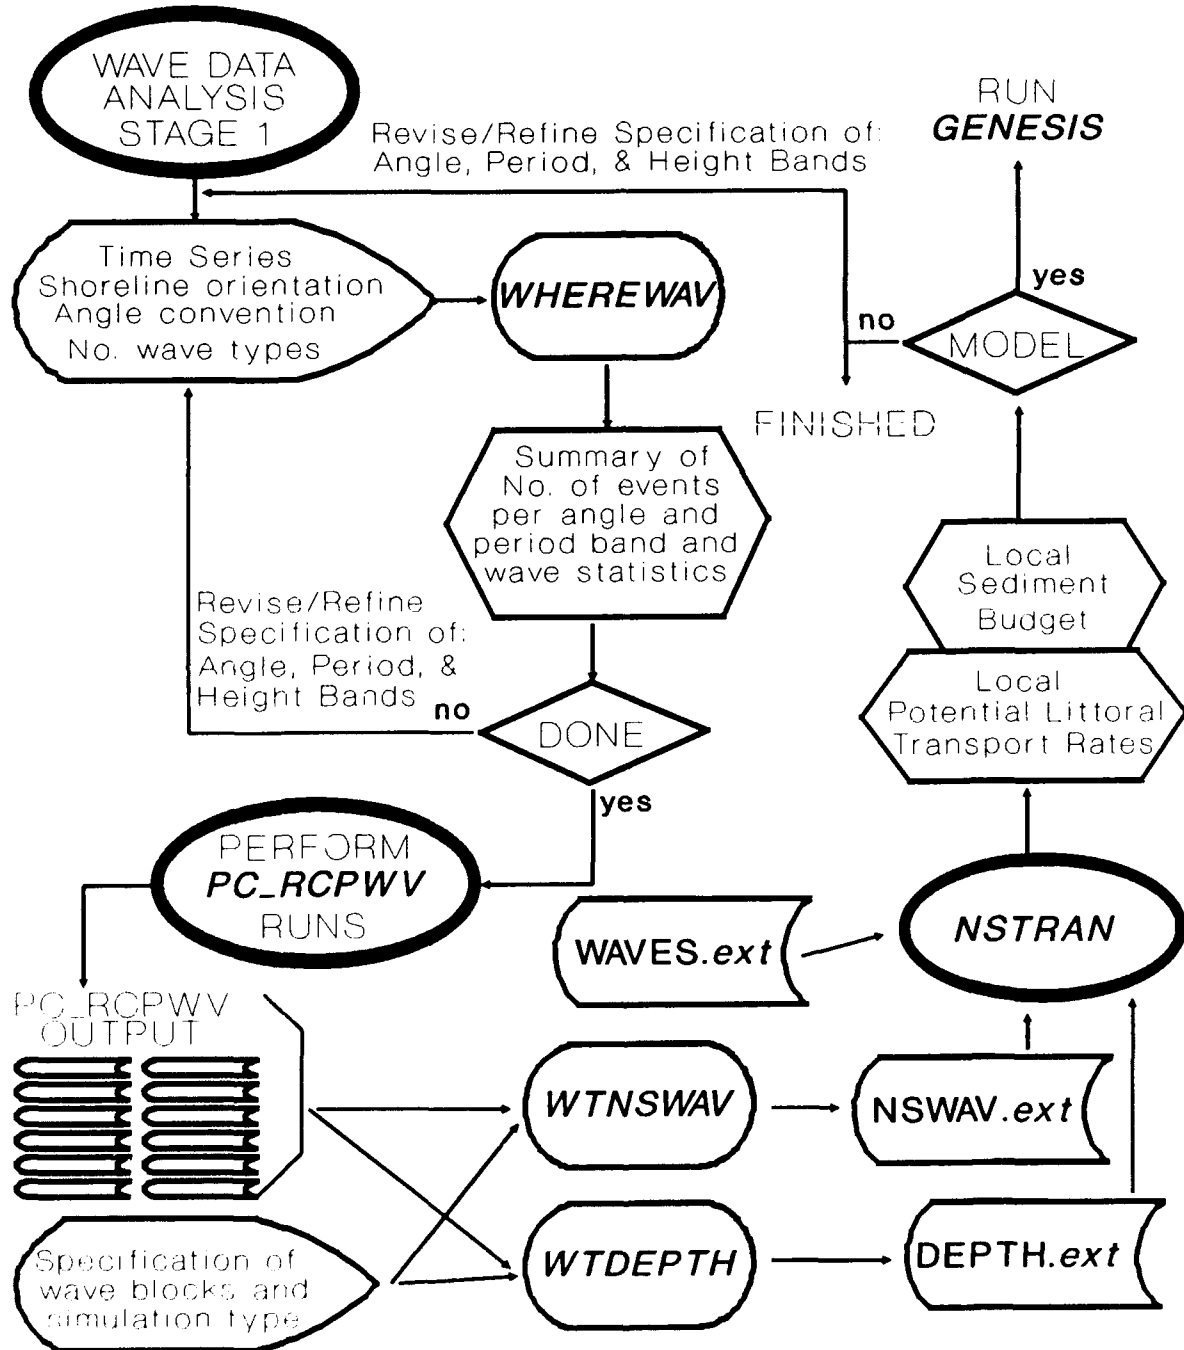 WAVE DATA
ANALYSIS
STAGE 1
Revise/Refine Specification of:
Angle, Period, & Height Bands
RUN
GENESIS
Time Series
Shoreline orientation
Angle convention
No. wave types
WHEREWAV
yes
no
MODEL
FINISHED
Summary of
No. of events
per angle and
period band and
wave statistics
Local
Sediment
Budget
Revise/Refine
Specification of:
Angle, Period, &
Height Bands
no
DONE
yes
Local
Potential Littoral
Transport Rates
PERFORM
PC_RCPWV
RUNS
WAVES.ext
NSTRAN
PC_RCPWV
OUTPUT
WTNSWAV
NSWAV.ext
Specification of
wave blocks and
simulation type
WTDEPTH
DEPTH.ext